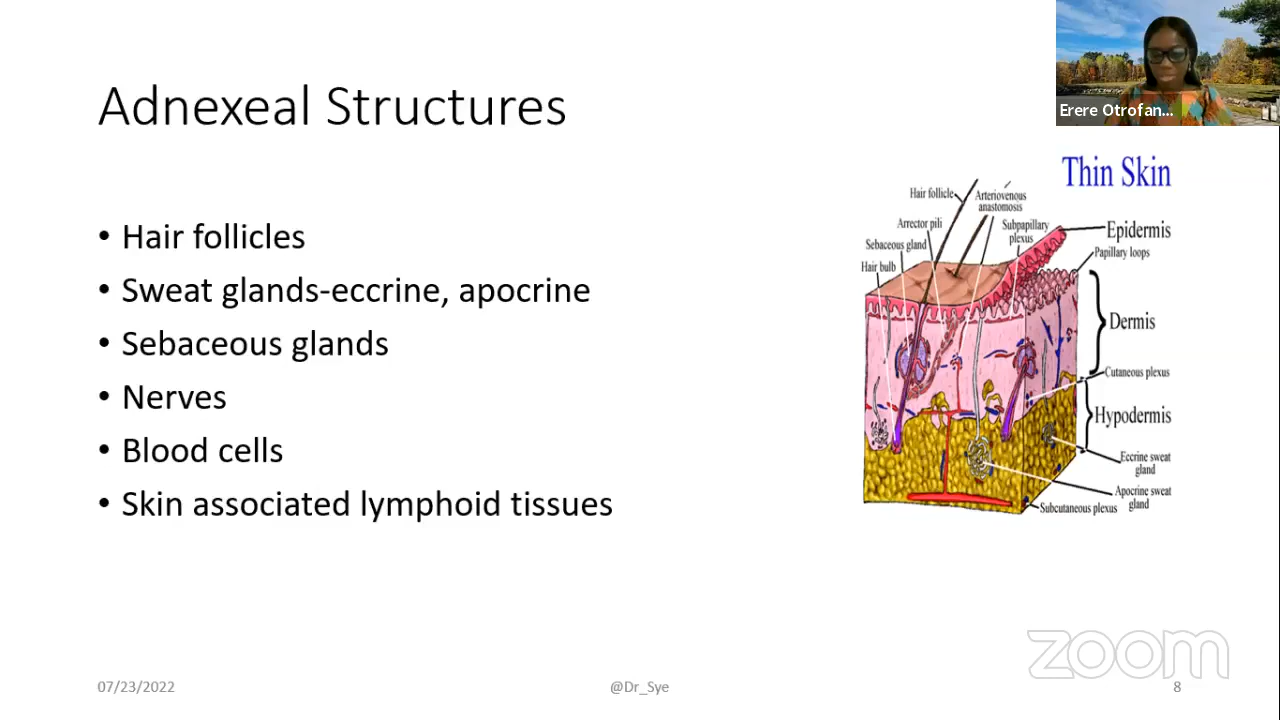 Erere Otrofan...
Adnexeal Structures
• Hair follicles
• Sweat glands-eccrine, apocrine
• Sebaceous glands
• Nerves
• Blood cells
• Skin associated lymphoid tissues
Thin Skin
Hair follicle
Arteriovenous
anastomosis
Arrector pili
Subpapillary
plexus
Sebaceous gland
Hair bulb
Epidermis
Papillary loops
Dermis
Cutaneous plexus
Hypodermis
Eccrine sweat
gland
Apocrine sweat
gland
Subcutaneous plexus
zoom
07/23/2022
@Dr_Sye
8